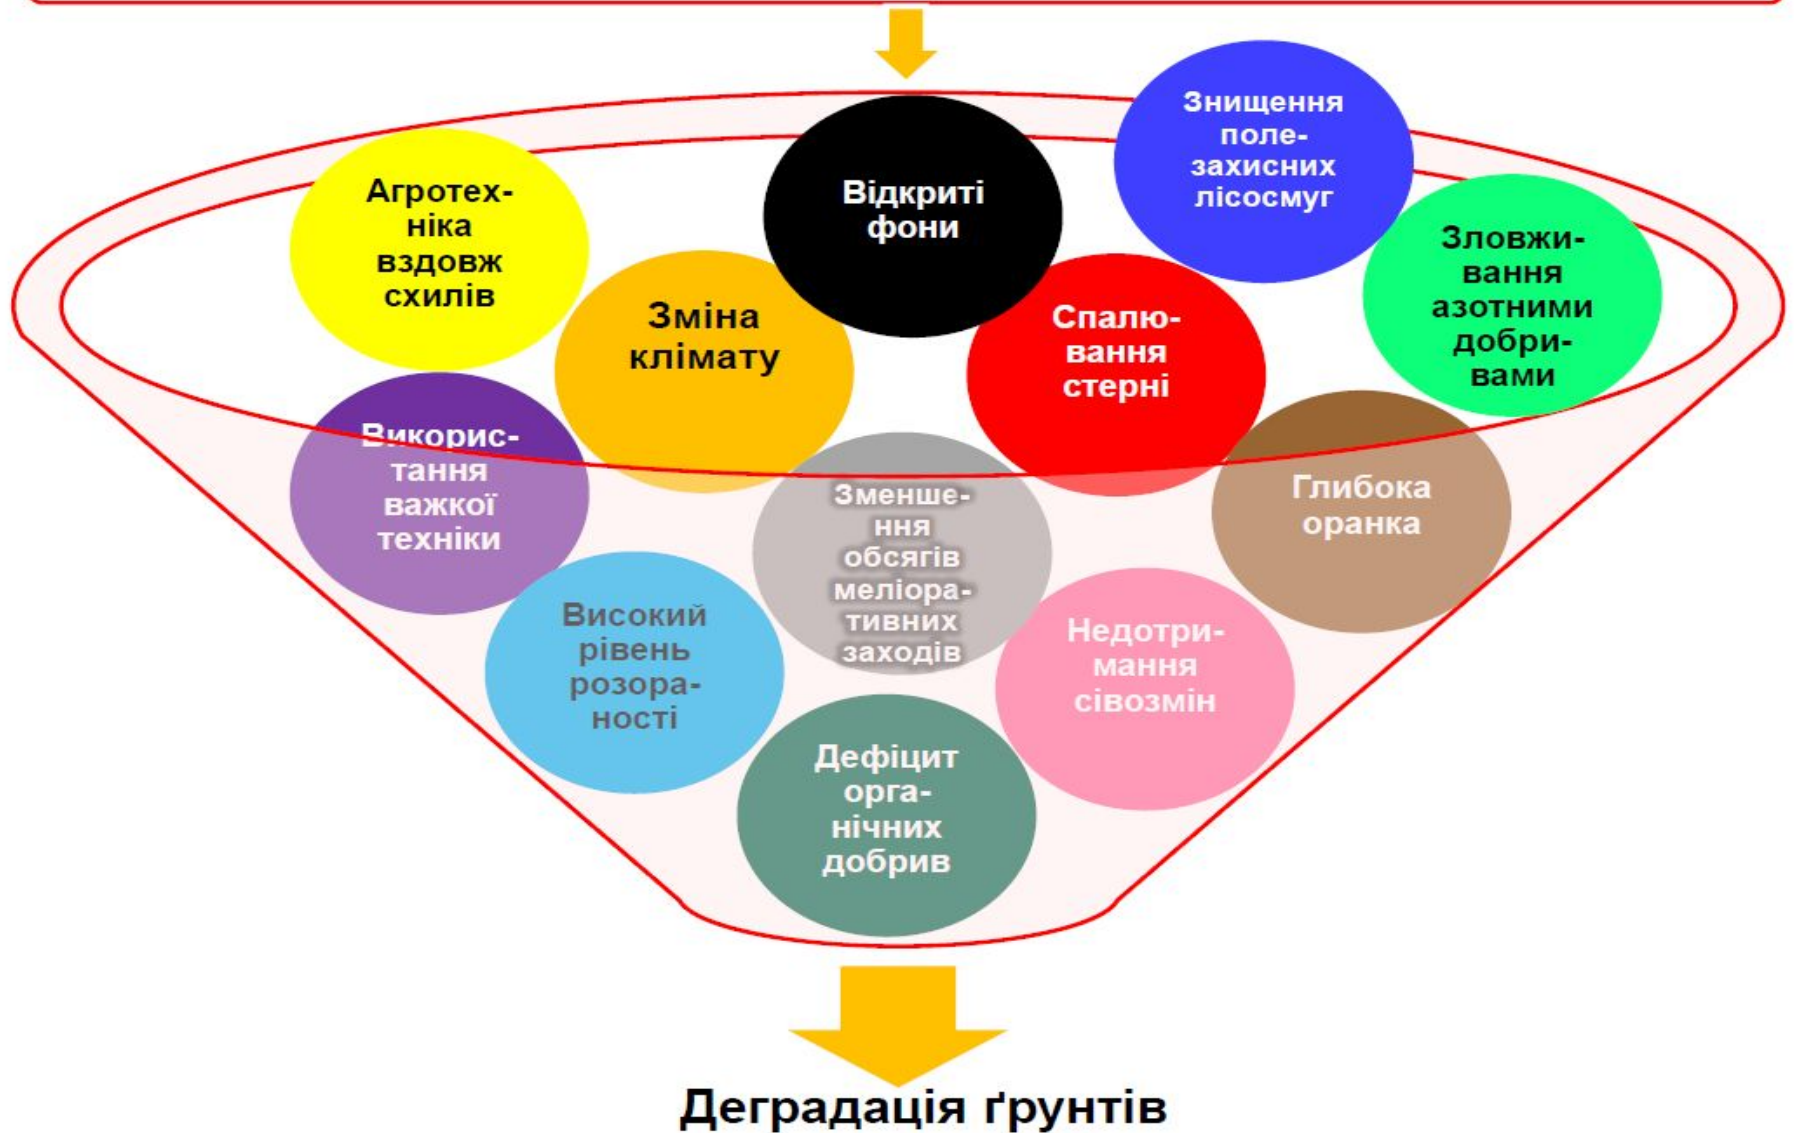 Знищення
поле-
захисних
лісосмуг
Агротех-
ніка
вздовж
схилів
Відкриті
фони
Зловжи-
вання
азотними
добри-
вами
Зміна
клімату
Спалю-
вання
стерні
Викорис-
тання
важкої
техніки
Зменше-
ння
обсягів
меліора-
тивних
заходів
Глибока
оранка
Високий
рівень
розора-
ності
Недотри-
мання
сівозмін
Дефіцит
орга-
нічних
добрив
Деградація ґрунтів